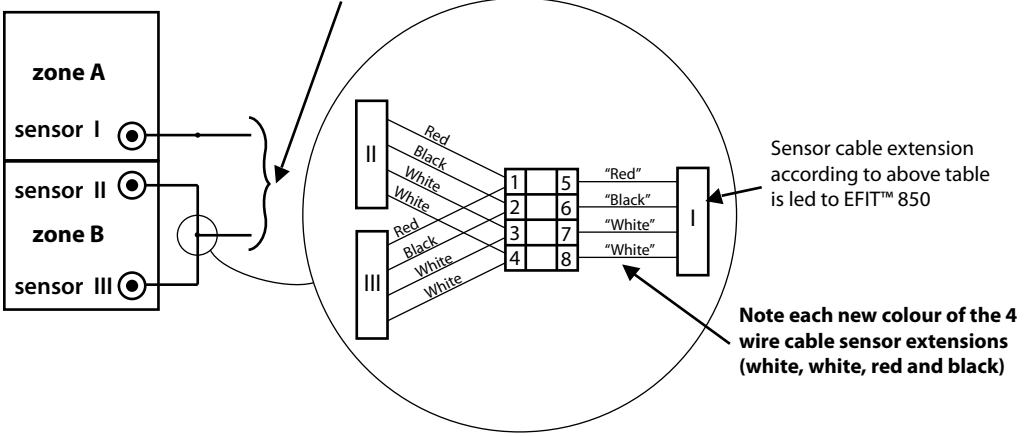 zone A
sensor I
sensor II
zone B
sensor III
II
Red
Black
White
White
III
Red
Black
White
White
1 5
2 6
3 7
4 8
“Red”
“Black”
“White”
“White”
I
Sensor cable extension
according to above table
is led to EFIT™ 850
Note each new colour of the 4
wire cable sensor extensions
(white, white, red and black)